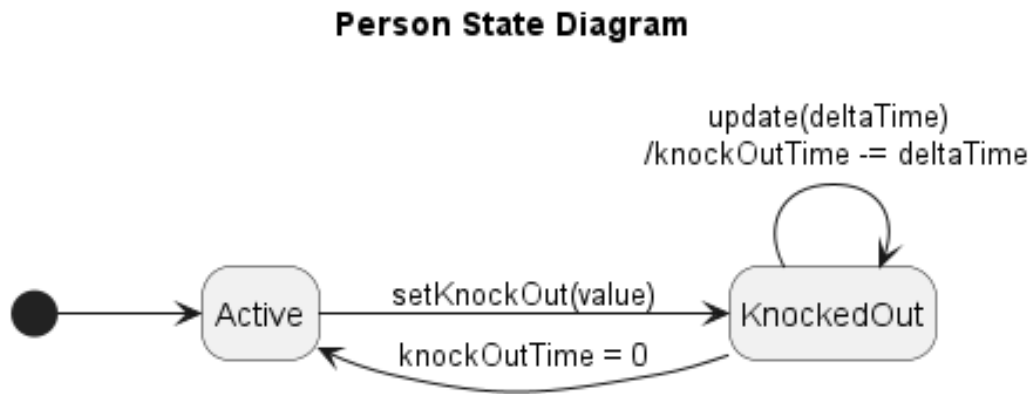 Person State Diagram
update(deltaTime)
/knockOutTime -= deltaTime
Active
setKnockOut(value)
KnockedOut
knockOutTime = 0